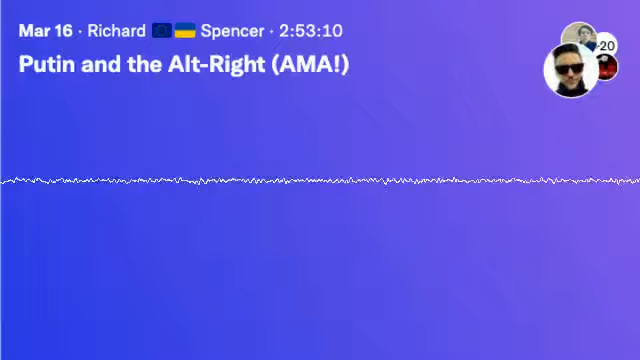 Mar 16 · Richard 🇪🇺🇺🇦 Spencer · 2:53:10
Putin and the Alt-Right (AMA!)
20